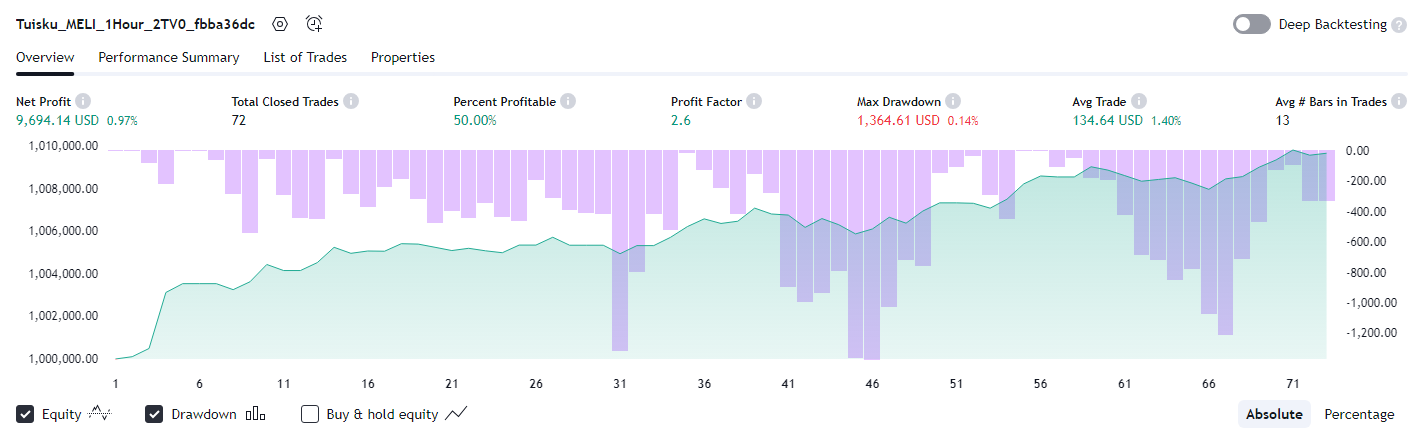 Tuisku_MELI_1Hour_2TV0_fbba36dc Deep Backtesting ?
Overview Performance Summary List of Trades Properties
Net Profit Total Closed Trades Percent Profitable Profit Factor Max Drawdown Avg Trade Avg # Bars in Trades
9,694.14 USD 0.97% 72 50.00% 2.6 1,364.61 USD 0.14% 134.64 USD 1.40% 13
1,010,000.00 0.00
1,008,000.00 -200.00
1,006,000.00 -400.00
1,004,000.00 -600.00
1,002,000.00 -800.00
1,000,000.00 -1,000.00
-1,200.00
1 6 11 16 21 26 31 36 41 46 51 56 61 66 71
Equity Drawdown Buy & hold equity Absolute Percentage